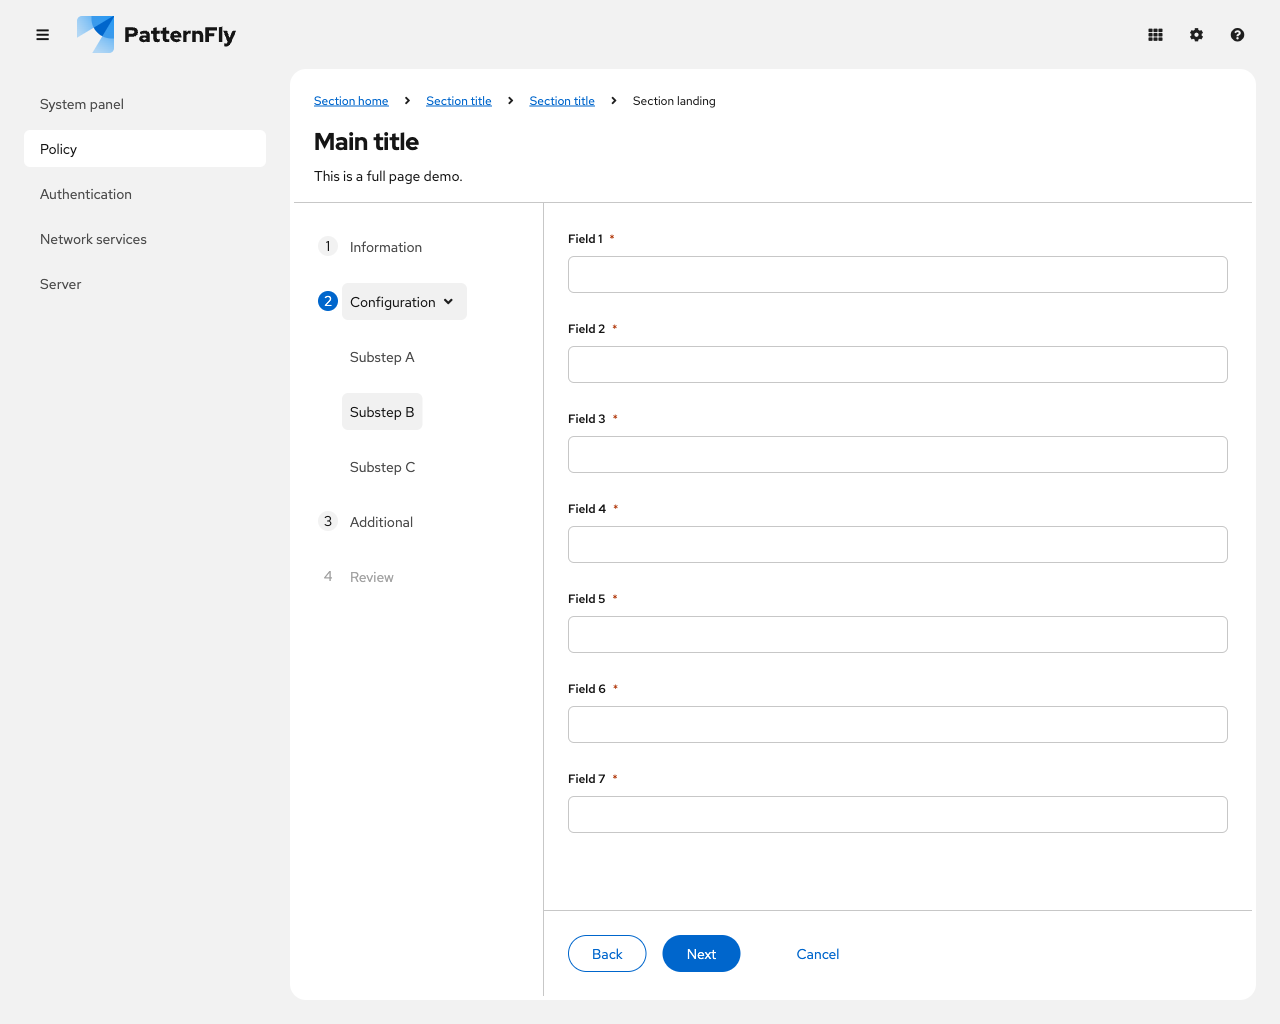 PatternFly
System panel
Policy
Authentication
Network services
Server
Section home
Section title
Section title
Section landing
Main title
This is a full page demo.
1 Information
2 Configuration
Substep A
Substep B
Substep C
3 Additional
4 Review
Field 1 *
Field 2 *
Field 3 *
Field 4 *
Field 5 *
Field 6 *
Field 7 *
Back
Next
Cancel